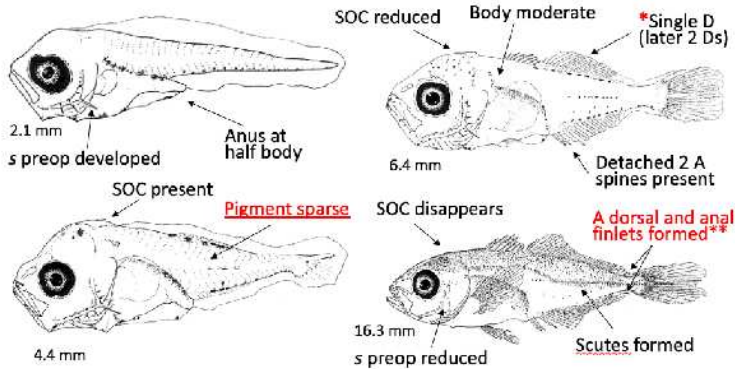 SOC reduced
Body moderate
*Single D
(later 2 Ds)
2.1 mm
s preop developed
Anus at
half body
6.4 mm
Detached 2 A
spines present
SOC present
Pigment sparse
4.4 mm
SOC disappears
A dorsal and anal
finlets formed**
16.3 mm
s preop reduced
Scutes formed